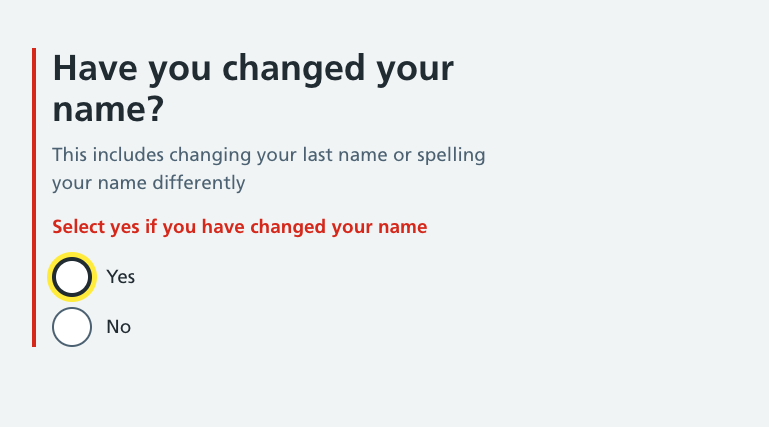 Have you changed your
name?
This includes changing your last name or spelling
your name differently
Select yes if you have changed your name
Yes
No